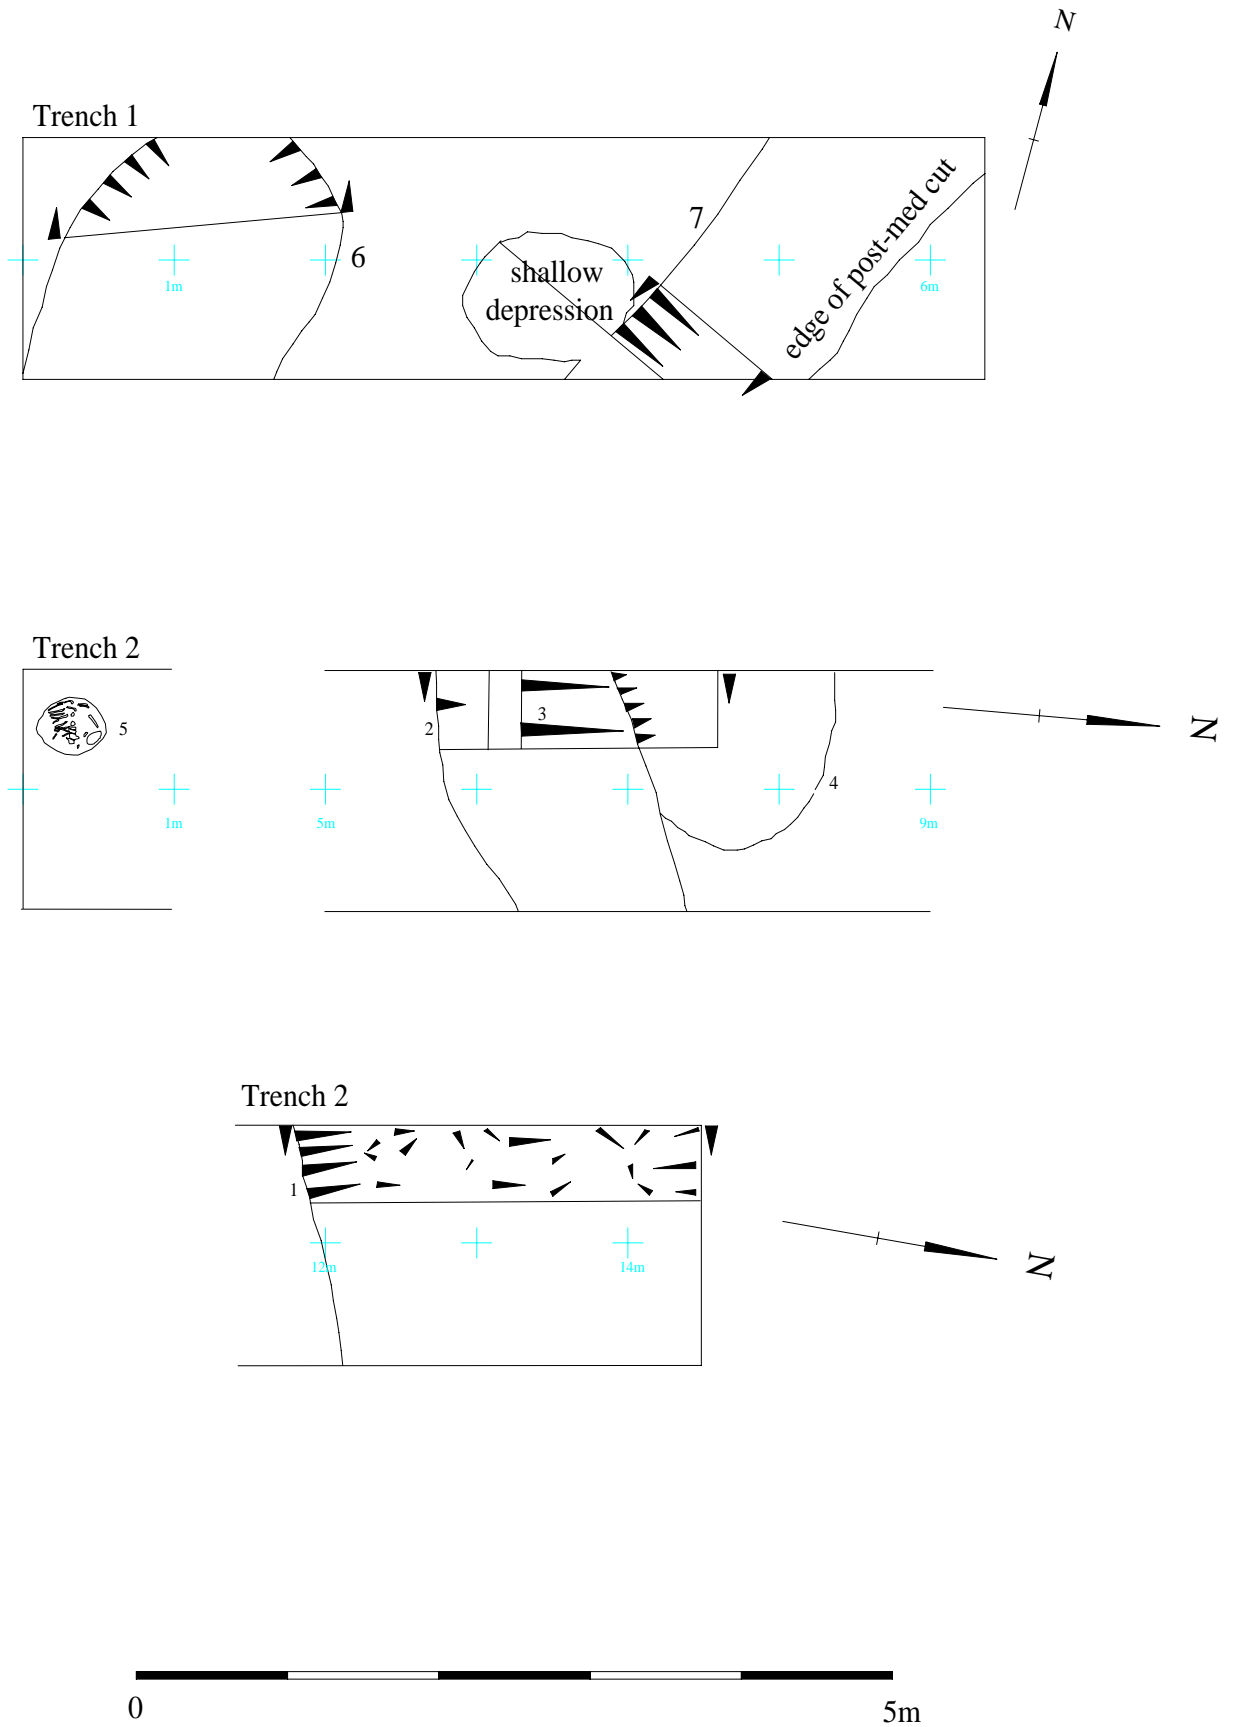 N
Trench 1
7
6
shallow
depression
edge of post-med cut
1m
6m
Trench 2
5
2
3
4
N
1m
5m
9m
Trench 2
1
12m
14m
N
0
5m